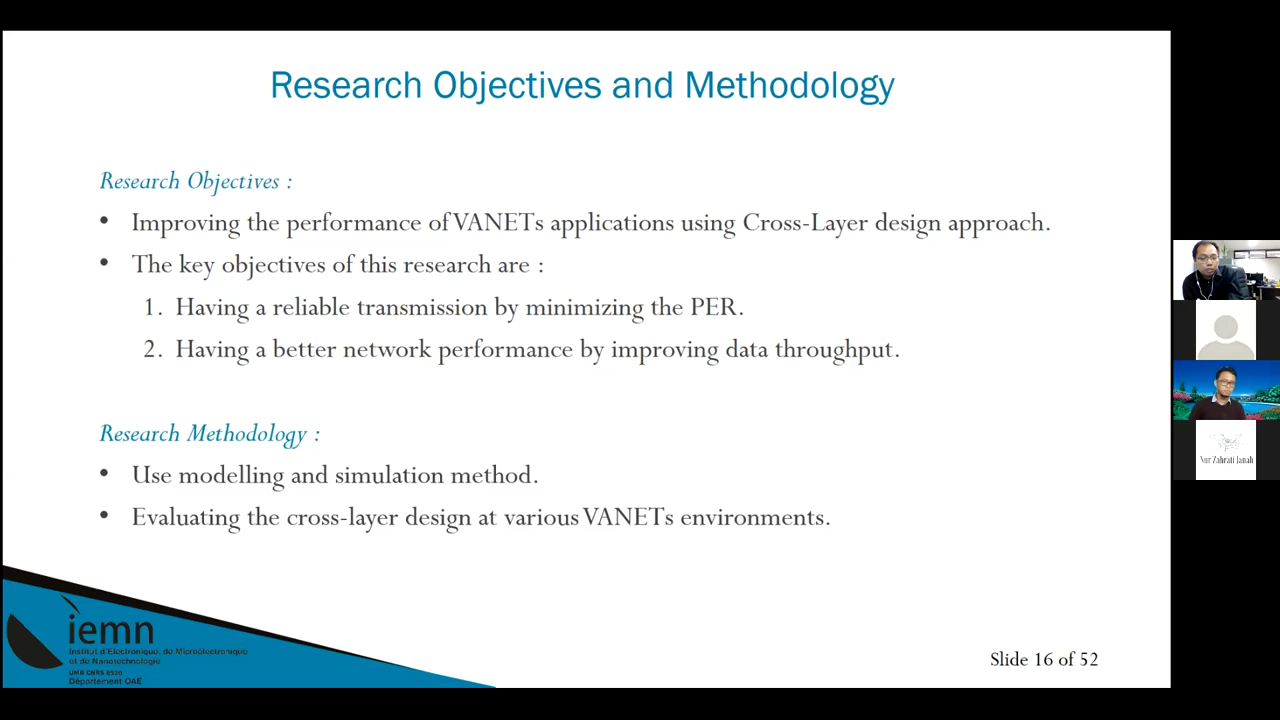 Research Objectives and Methodology
Research Objectives :
• Improving the performance of VANETs applications using Cross-Layer design approach.
• The key objectives of this research are :
1. Having a reliable transmission by minimizing the PER.
2. Having a better network performance by improving data throughput.
Research Methodology :
• Use modelling and simulation method.
• Evaluating the cross-layer design at various VANETs environments.
iemn
Institut d'Electronique, de Microélectronique
et de Nanotechnologie
UMR CNRS 8520
Département OAE
Slide 16 of 52
Nur Zahrati Janah